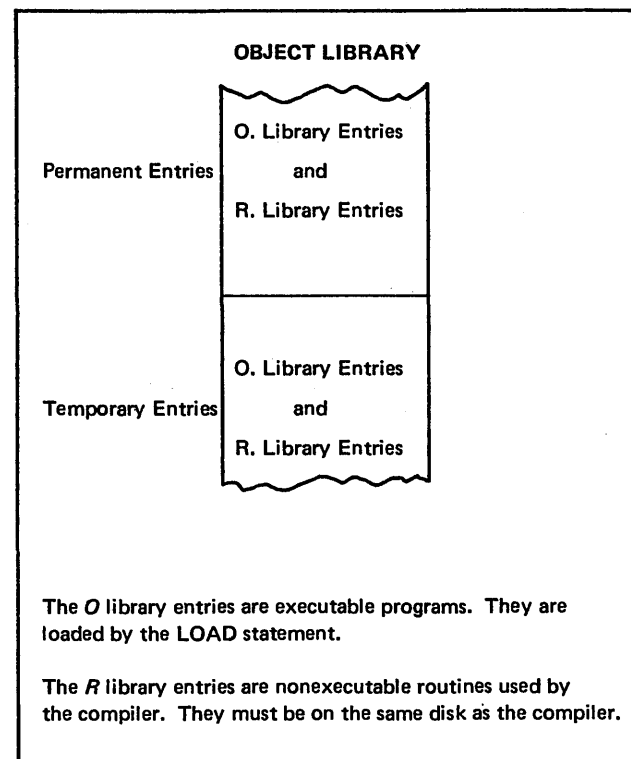 OBJECT LIBRARY
O. Library Entries
Permanent Entries
and
R. Library Entries
O. Library Entries
Temporary Entries
and
R. Library Entries
The O library entries are executable programs. They are
loaded by the LOAD statement.
The R library entries are nonexecutable routines used by
the compiler. They must be on the same disk as the compiler.